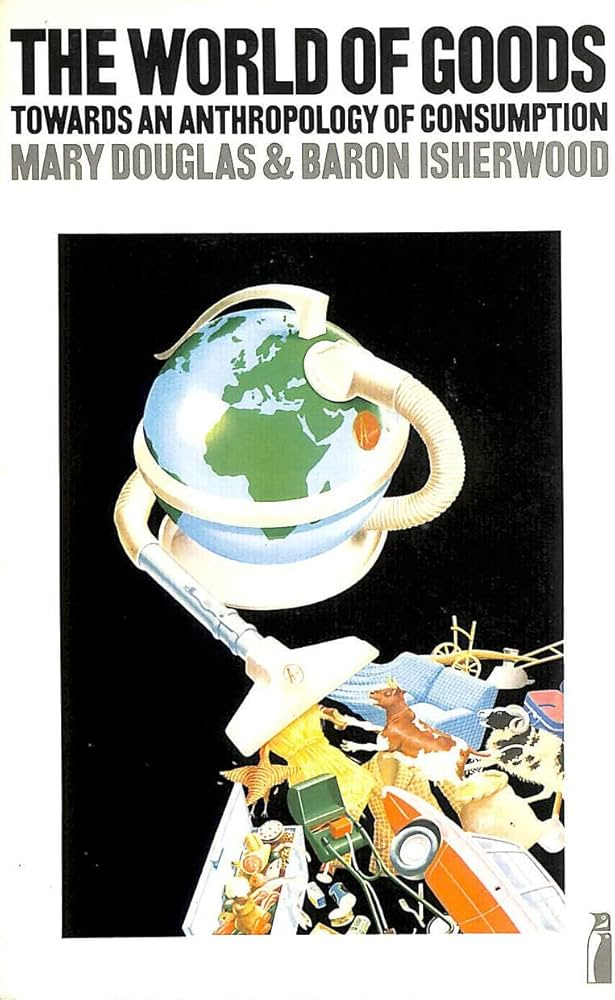 THE WORLD OF GOODS
TOWARDS AN ANTHROPOLOGY OF CONSUMPTION
MARY DOUGLAS & BARON ISHERWOOD